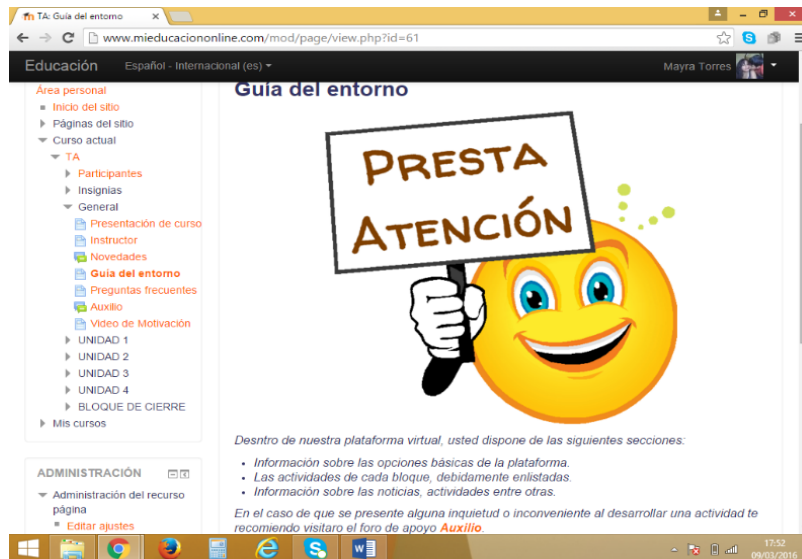 TA: Guía del entorno
www.mieducaciononline.com/mod/page/view.php?id=61
Educación
Español - Internacional (es)
Mayra Torres
Área personal
Inicio del sitio
Páginas del sitio
Curso actual
TA
Participantes
Insignias
General
Presentación de curso
Instructor
Novedades
Guía del entorno
Preguntas frecuentes
Auxilio
Video de Motivación
UNIDAD 1
UNIDAD 2
UNIDAD 3
UNIDAD 4
BLOQUE DE CIERRE
Mis cursos
ADMINISTRACIÓN
Administración del recurso
página
Editar ajustes
Guía del entorno
PRESTA
ATENCIÓN
Desntro de nuestra plataforma virtual, usted dispone de las siguientes secciones:
Información sobre las opciones básicas de la plataforma.
Las actividades de cada bloque, debidamente enlistadas.
Información sobre las noticias, actividades entre otras.
En el caso de que se presente alguna inquietud o inconveniente al desarrollar una actividad te
recomiendo visitaro el foro de apoyo Auxilio.
17:52
09/03/2016